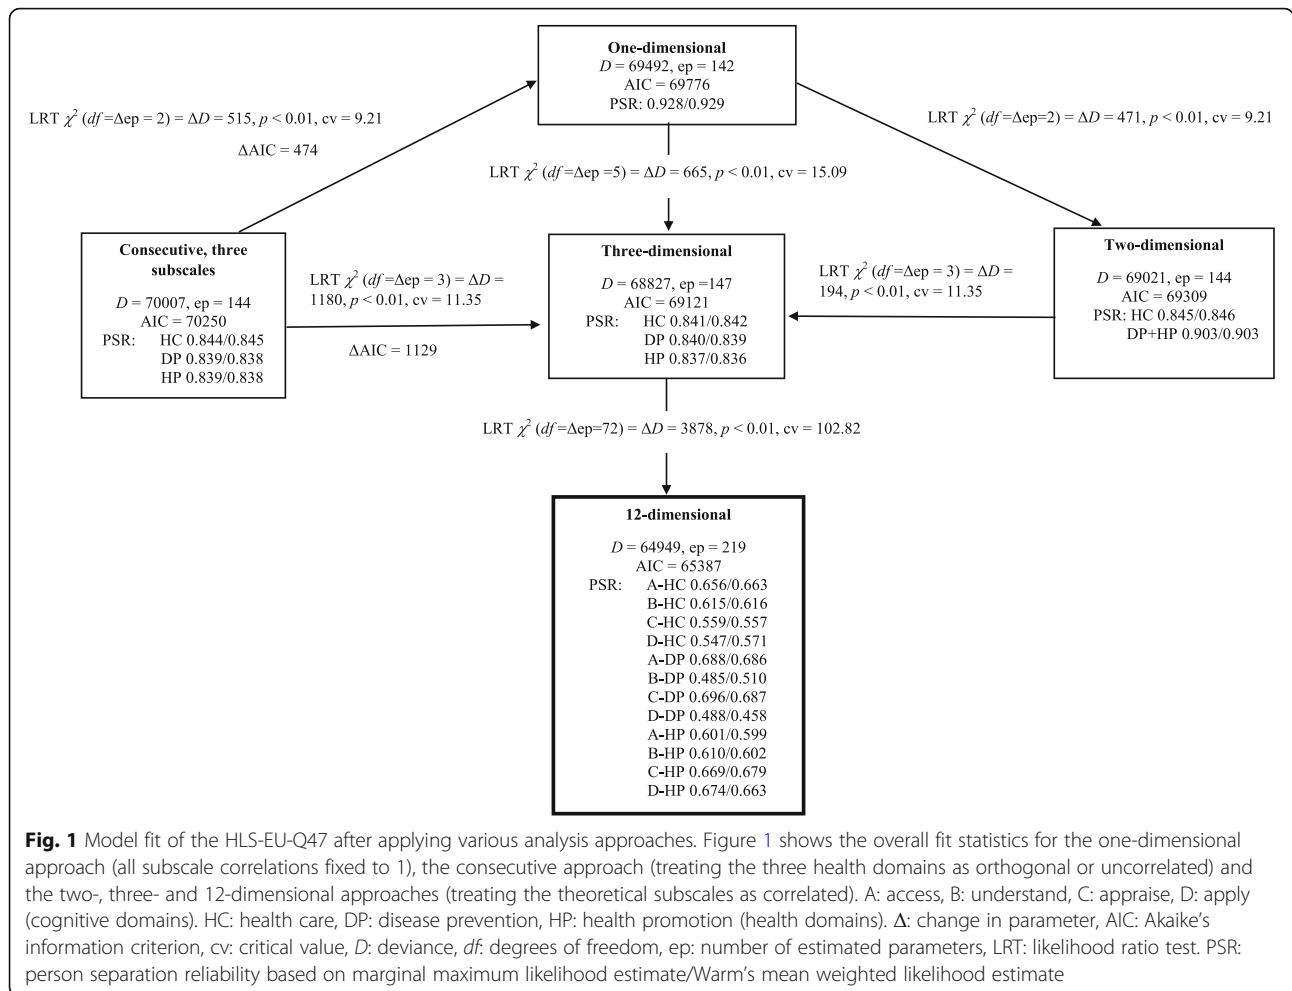 One-dimensional
D = 69492, ep = 142
AIC = 69776
PSR: 0.928/0.929
LRT χ² (df =Δep = 2) = ΔD = 515, p < 0.01, cv = 9.21
ΔAIC = 474
LRT χ² (df =Δep=2) = ΔD = 471, p < 0.01, cv = 9.21
LRT χ² (df =Δep =5) = ΔD = 665, p < 0.01, cv = 15.09
Consecutive, three
subscales
D = 70007, ep = 144
AIC = 70250
PSR: HC 0.844/0.845
DP 0.839/0.838
HP 0.839/0.838
LRT χ² (df =Δep = 3) = ΔD =
1180, p < 0.01, cv = 11.35
ΔAIC = 1129
Three-dimensional
D = 68827, ep =147
AIC = 69121
PSR: HC 0.841/0.842
DP 0.840/0.839
HP 0.837/0.836
LRT χ² (df =Δep = 3) = ΔD =
194, p < 0.01, cv = 11.35
Two-dimensional
D = 69021, ep = 144
AIC = 69309
PSR: HC 0.845/0.846
DP+HP 0.903/0.903
LRT χ² (df =Δep=72) = ΔD = 3878, p < 0.01, cv = 102.82
12-dimensional
D = 64949, ep = 219
AIC = 65387
PSR: A-HC 0.656/0.663
B-HC 0.615/0.616
C-HC 0.559/0.557
D-HC 0.547/0.571
A-DP 0.688/0.686
B-DP 0.485/0.510
C-DP 0.696/0.687
D-DP 0.488/0.458
A-HP 0.601/0.599
B-HP 0.610/0.602
C-HP 0.669/0.679
D-HP 0.674/0.663
Fig. 1 Model fit of the HLS-EU-Q47 after applying various analysis approaches. Figure 1 shows the overall fit statistics for the one-dimensional
approach (all subscale correlations fixed to 1), the consecutive approach (treating the three health domains as orthogonal or uncorrelated) and
the two-, three- and 12-dimensional approaches (treating the theoretical subscales as correlated). A: access, B: understand, C: appraise, D: apply
(cognitive domains). HC: health care, DP: disease prevention, HP: health promotion (health domains). Δ: change in parameter, AIC: Akaike's
information criterion, cv: critical value, D: deviance, df: degrees of freedom, ep: number of estimated parameters, LRT: likelihood ratio test. PSR:
person separation reliability based on marginal maximum likelihood estimate/Warm's mean weighted likelihood estimate